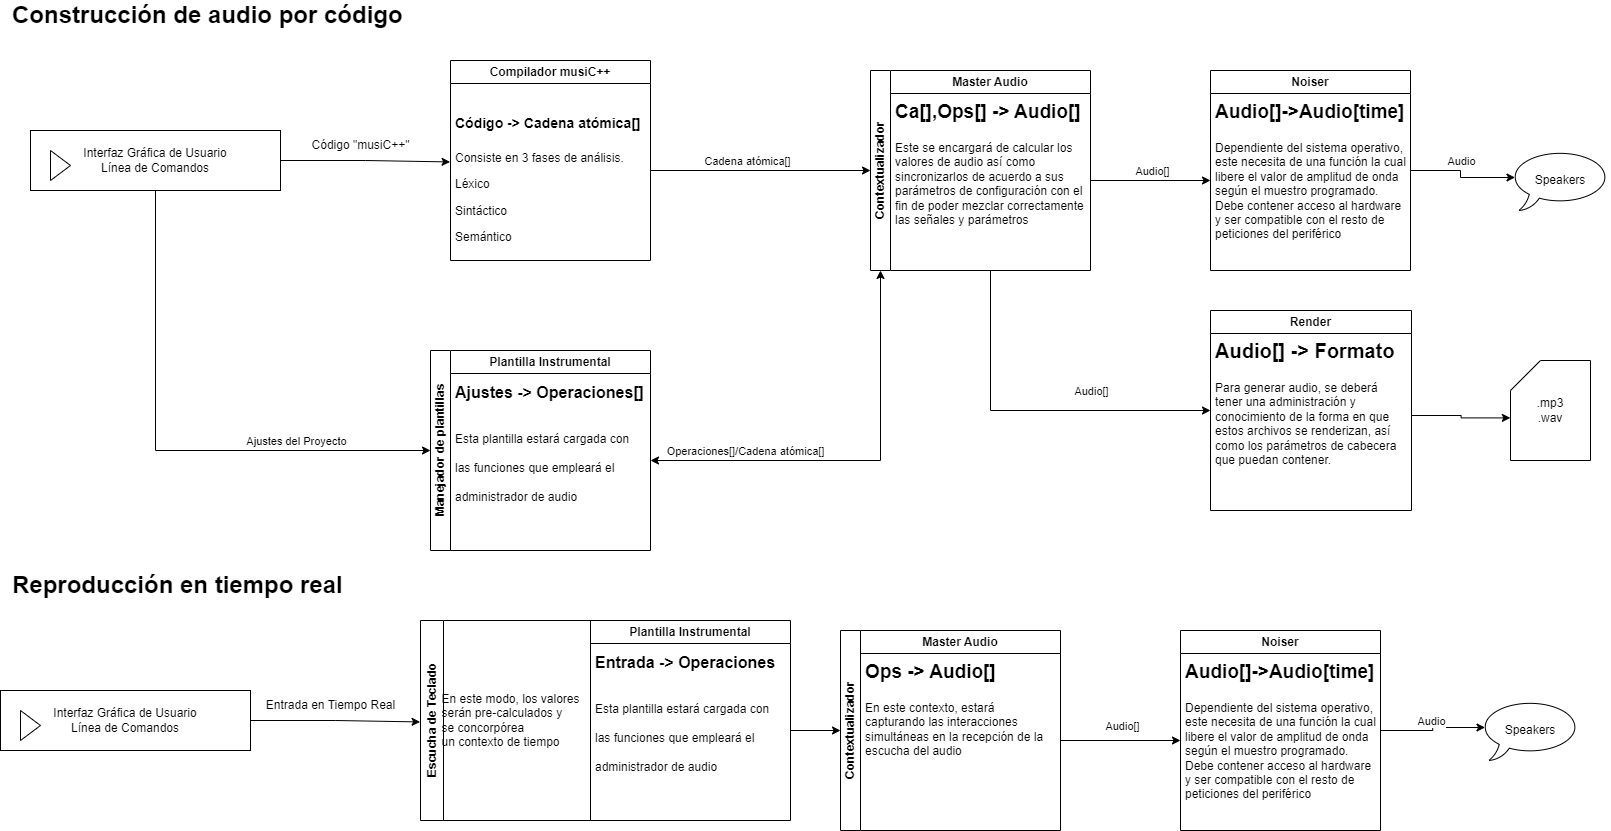 Construcción de audio por código
Interfaz Gráfica de Usuario
Línea de Comandos
Código "musiC++"
Compilador musiC++
Código -> Cadena atómica[]
Consiste en 3 fases de análisis.
Léxico
Sintáctico
Semántico
Cadena atómica[]
Contextualizador
Master Audio
Ca[],Ops[] -> Audio[]
Este se encargará de calcular los
valores de audio así como
sincronizarlos de acuerdo a sus
parámetros de configuración con el
fin de poder mezclar correctamente
las señales y parámetros
Audio[]
Noiser
Audio[]->Audio[time]
Dependiente del sistema operativo,
este necesita de una función la cual
libere el valor de amplitud de onda
según el muestro programado.
Debe contener acceso al hardware
y ser compatible con el resto de
peticiones del periférico
Audio
Speakers
Ajustes del Proyecto
Manejador de plantillas
Plantilla Instrumental
Ajustes -> Operaciones[]
Esta plantilla estará cargada con
las funciones que empleará el
administrador de audio
Operaciones[]/Cadena atómica[]
Audio[]
Render
Audio[] -> Formato
Para generar audio, se deberá
tener una administración y
conocimiento de la forma en que
estos archivos se renderizan, así
como los parámetros de cabecera
que puedan contener.
.mp3
.wav
Reproducción en tiempo real
Interfaz Gráfica de Usuario
Línea de Comandos
Entrada en Tiempo Real
Escucha de Teclado
En este modo, los valores
serán pre-calculados y
se concorpórea
un contexto de tiempo
Plantilla Instrumental
Entrada -> Operaciones
Esta plantilla estará cargada con
las funciones que empleará el
administrador de audio
Contextualizador
Master Audio
Ops -> Audio[]
En este contexto, estará
capturando las interacciones
simultáneas en la recepción de la
escucha del audio
Audio[]
Noiser
Audio[]->Audio[time]
Dependiente del sistema operativo,
este necesita de una función la cual
libere el valor de amplitud de onda
según el muestro programado.
Debe contener acceso al hardware
y ser compatible con el resto de
peticiones del periférico
Audio
Speakers